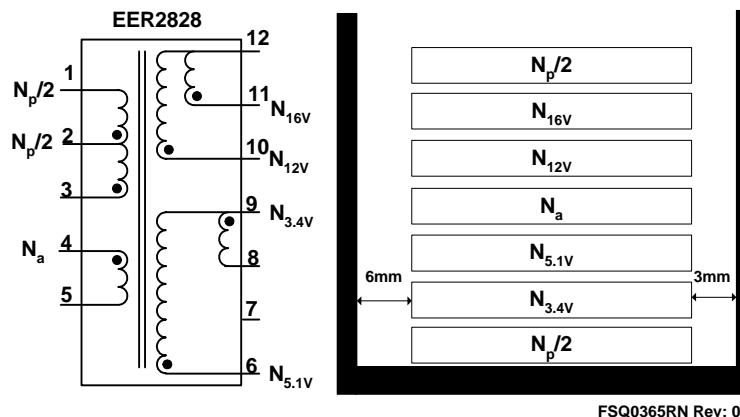 EER2828
12
1
Np/2
11
N16V
Np/2
2
10
N12V
3
9
N3.4V
Na
4
8
5
7
6
N5.1V
Np/2
N16V
N12V
Na
N5.1V
6mm
3mm
N3.4V
Np/2
FSQ0365RN Rev: 0